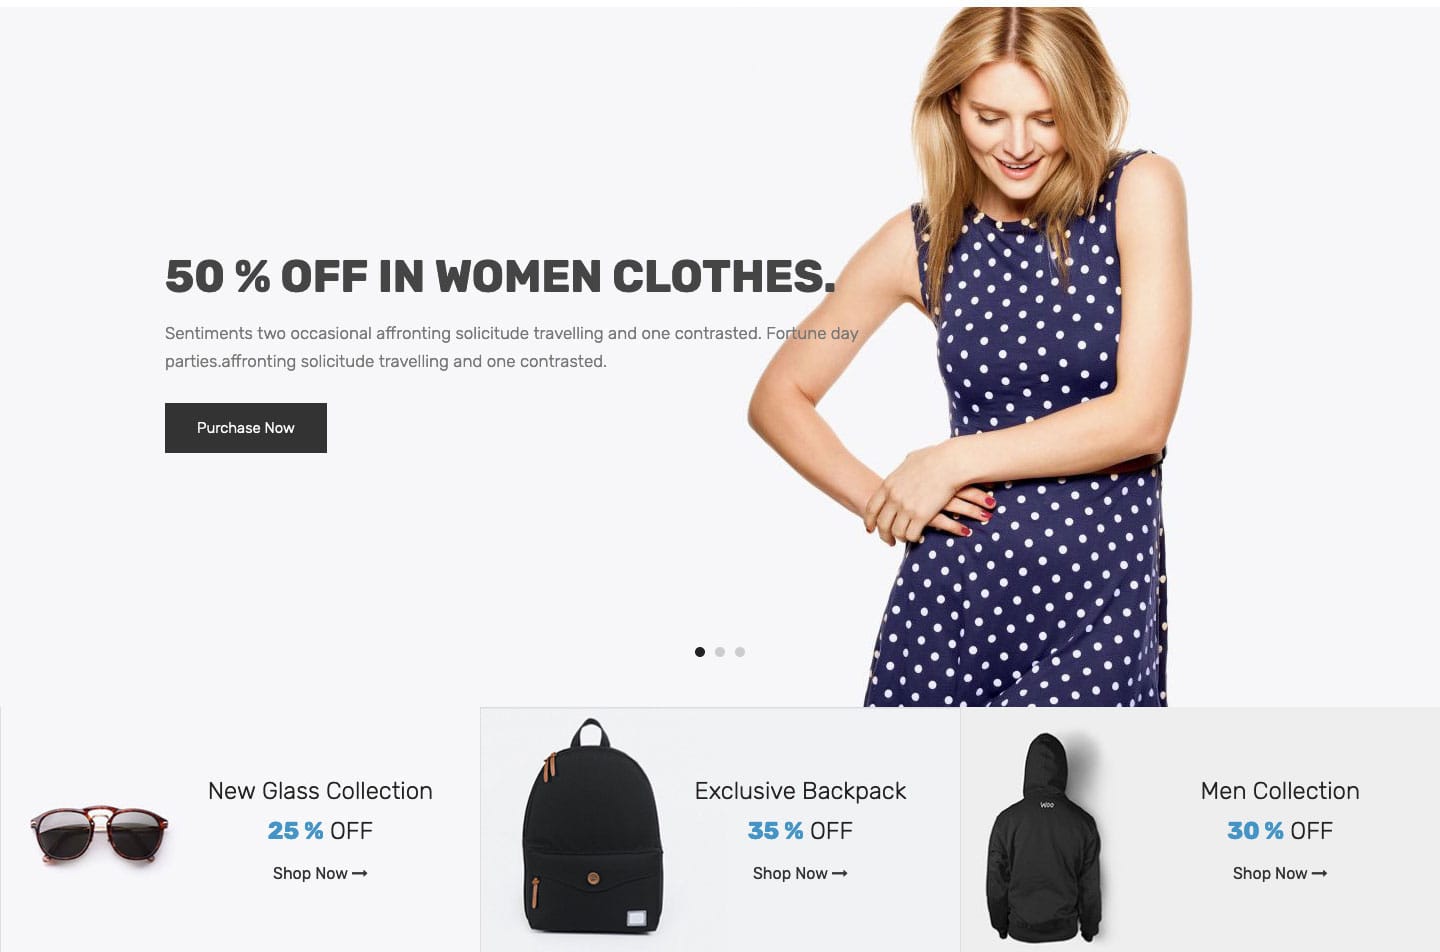 50 % OFF IN WOMEN CLOTHES.
Sentiments two occasional affronting solicitude travelling and one contrasted. Fortune day
parties.affronting solicitude travelling and one contrasted.
Purchase Now
New Glass Collection
25 % OFF
Shop Now
Exclusive Backpack
35 % OFF
Shop Now
Woo
Men Collection
30 % OFF
Shop Now